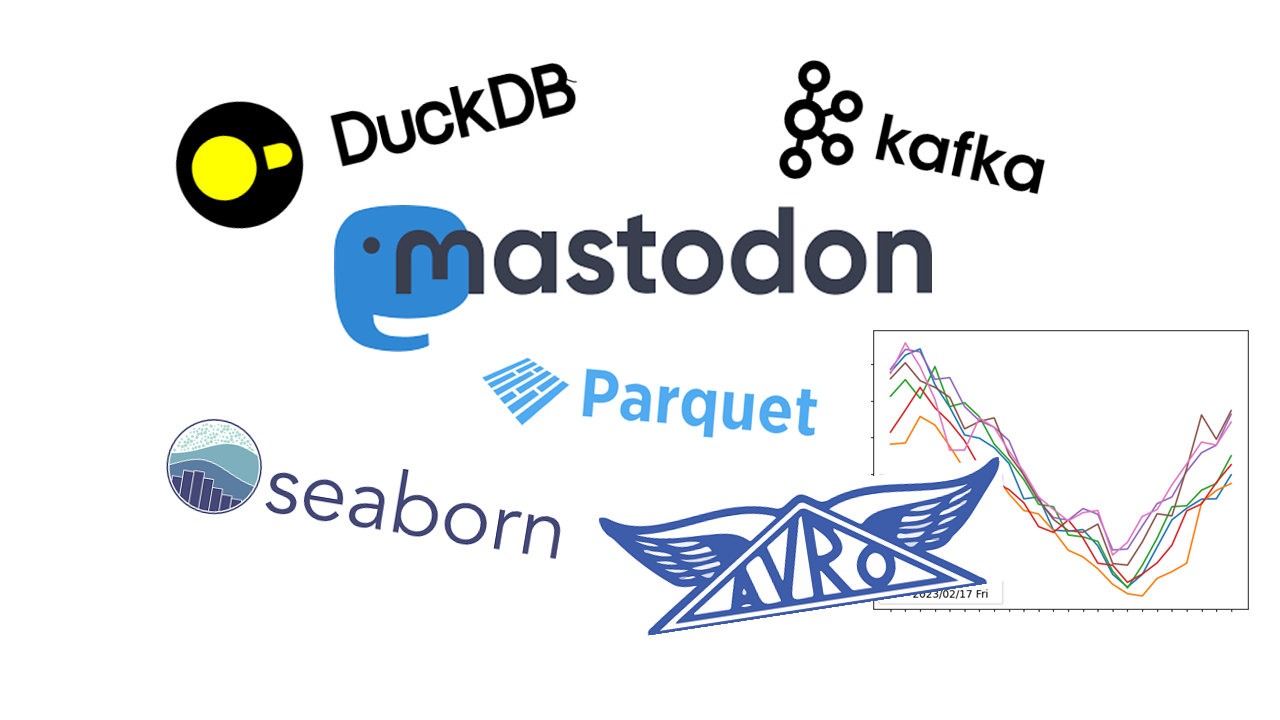 DuckDB
kafka
mastodon
Parquet
seaborn
AVRO
2023/02/17 Fri